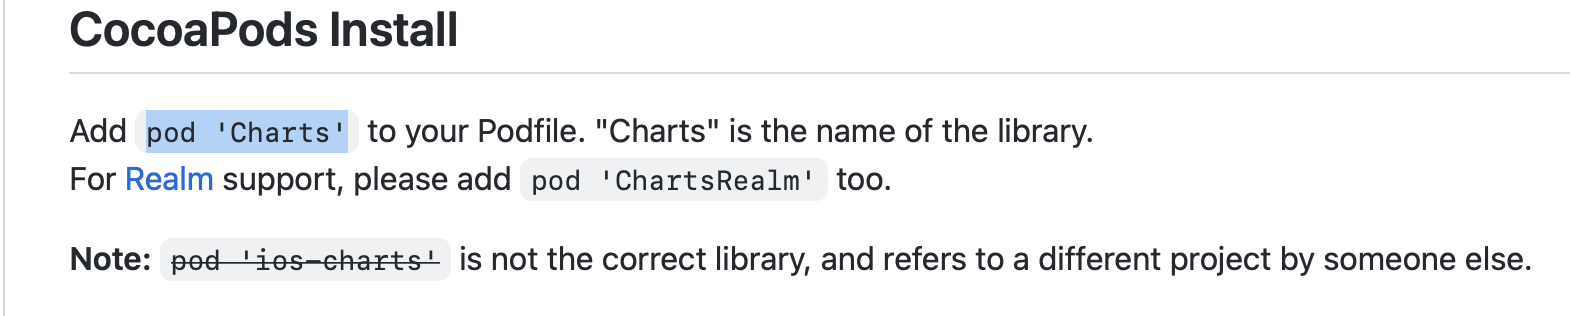 CocoaPods Install
Add pod 'Charts' to your Podfile. "Charts" is the name of the library.
For Realm support, please add pod 'ChartsRealm' too.
Note: pod 'ios-charts' is not the correct library, and refers to a different project by someone else.